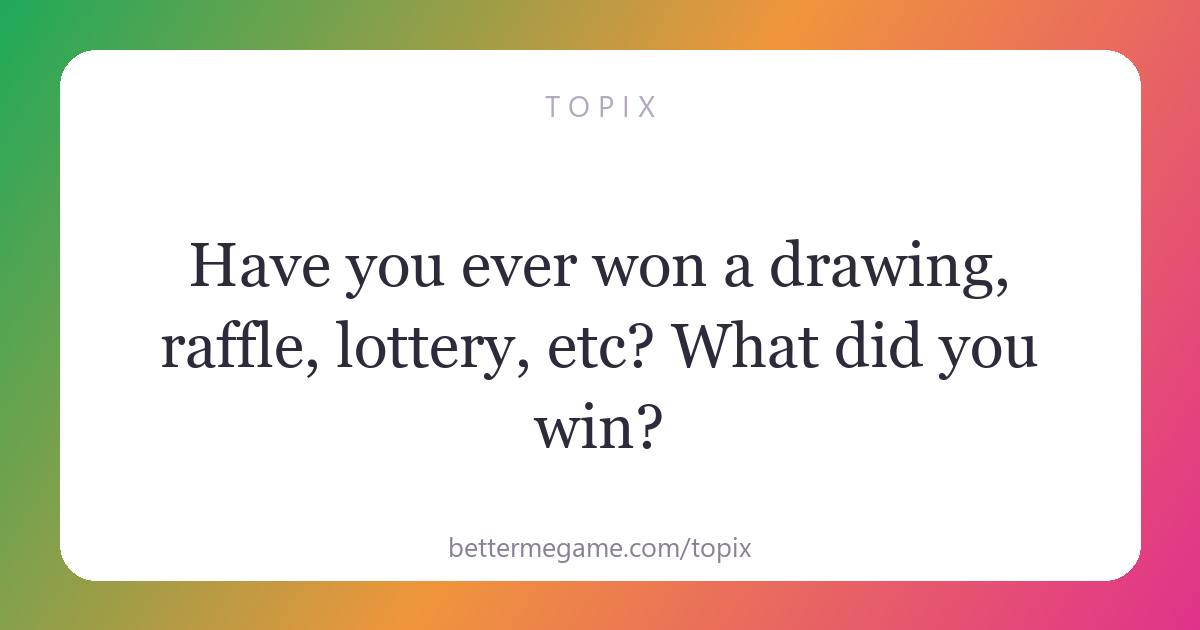 TOPIX
Have you ever won a drawing,
raffle, lottery, etc? What did you
win?
bettermegame.com/topix